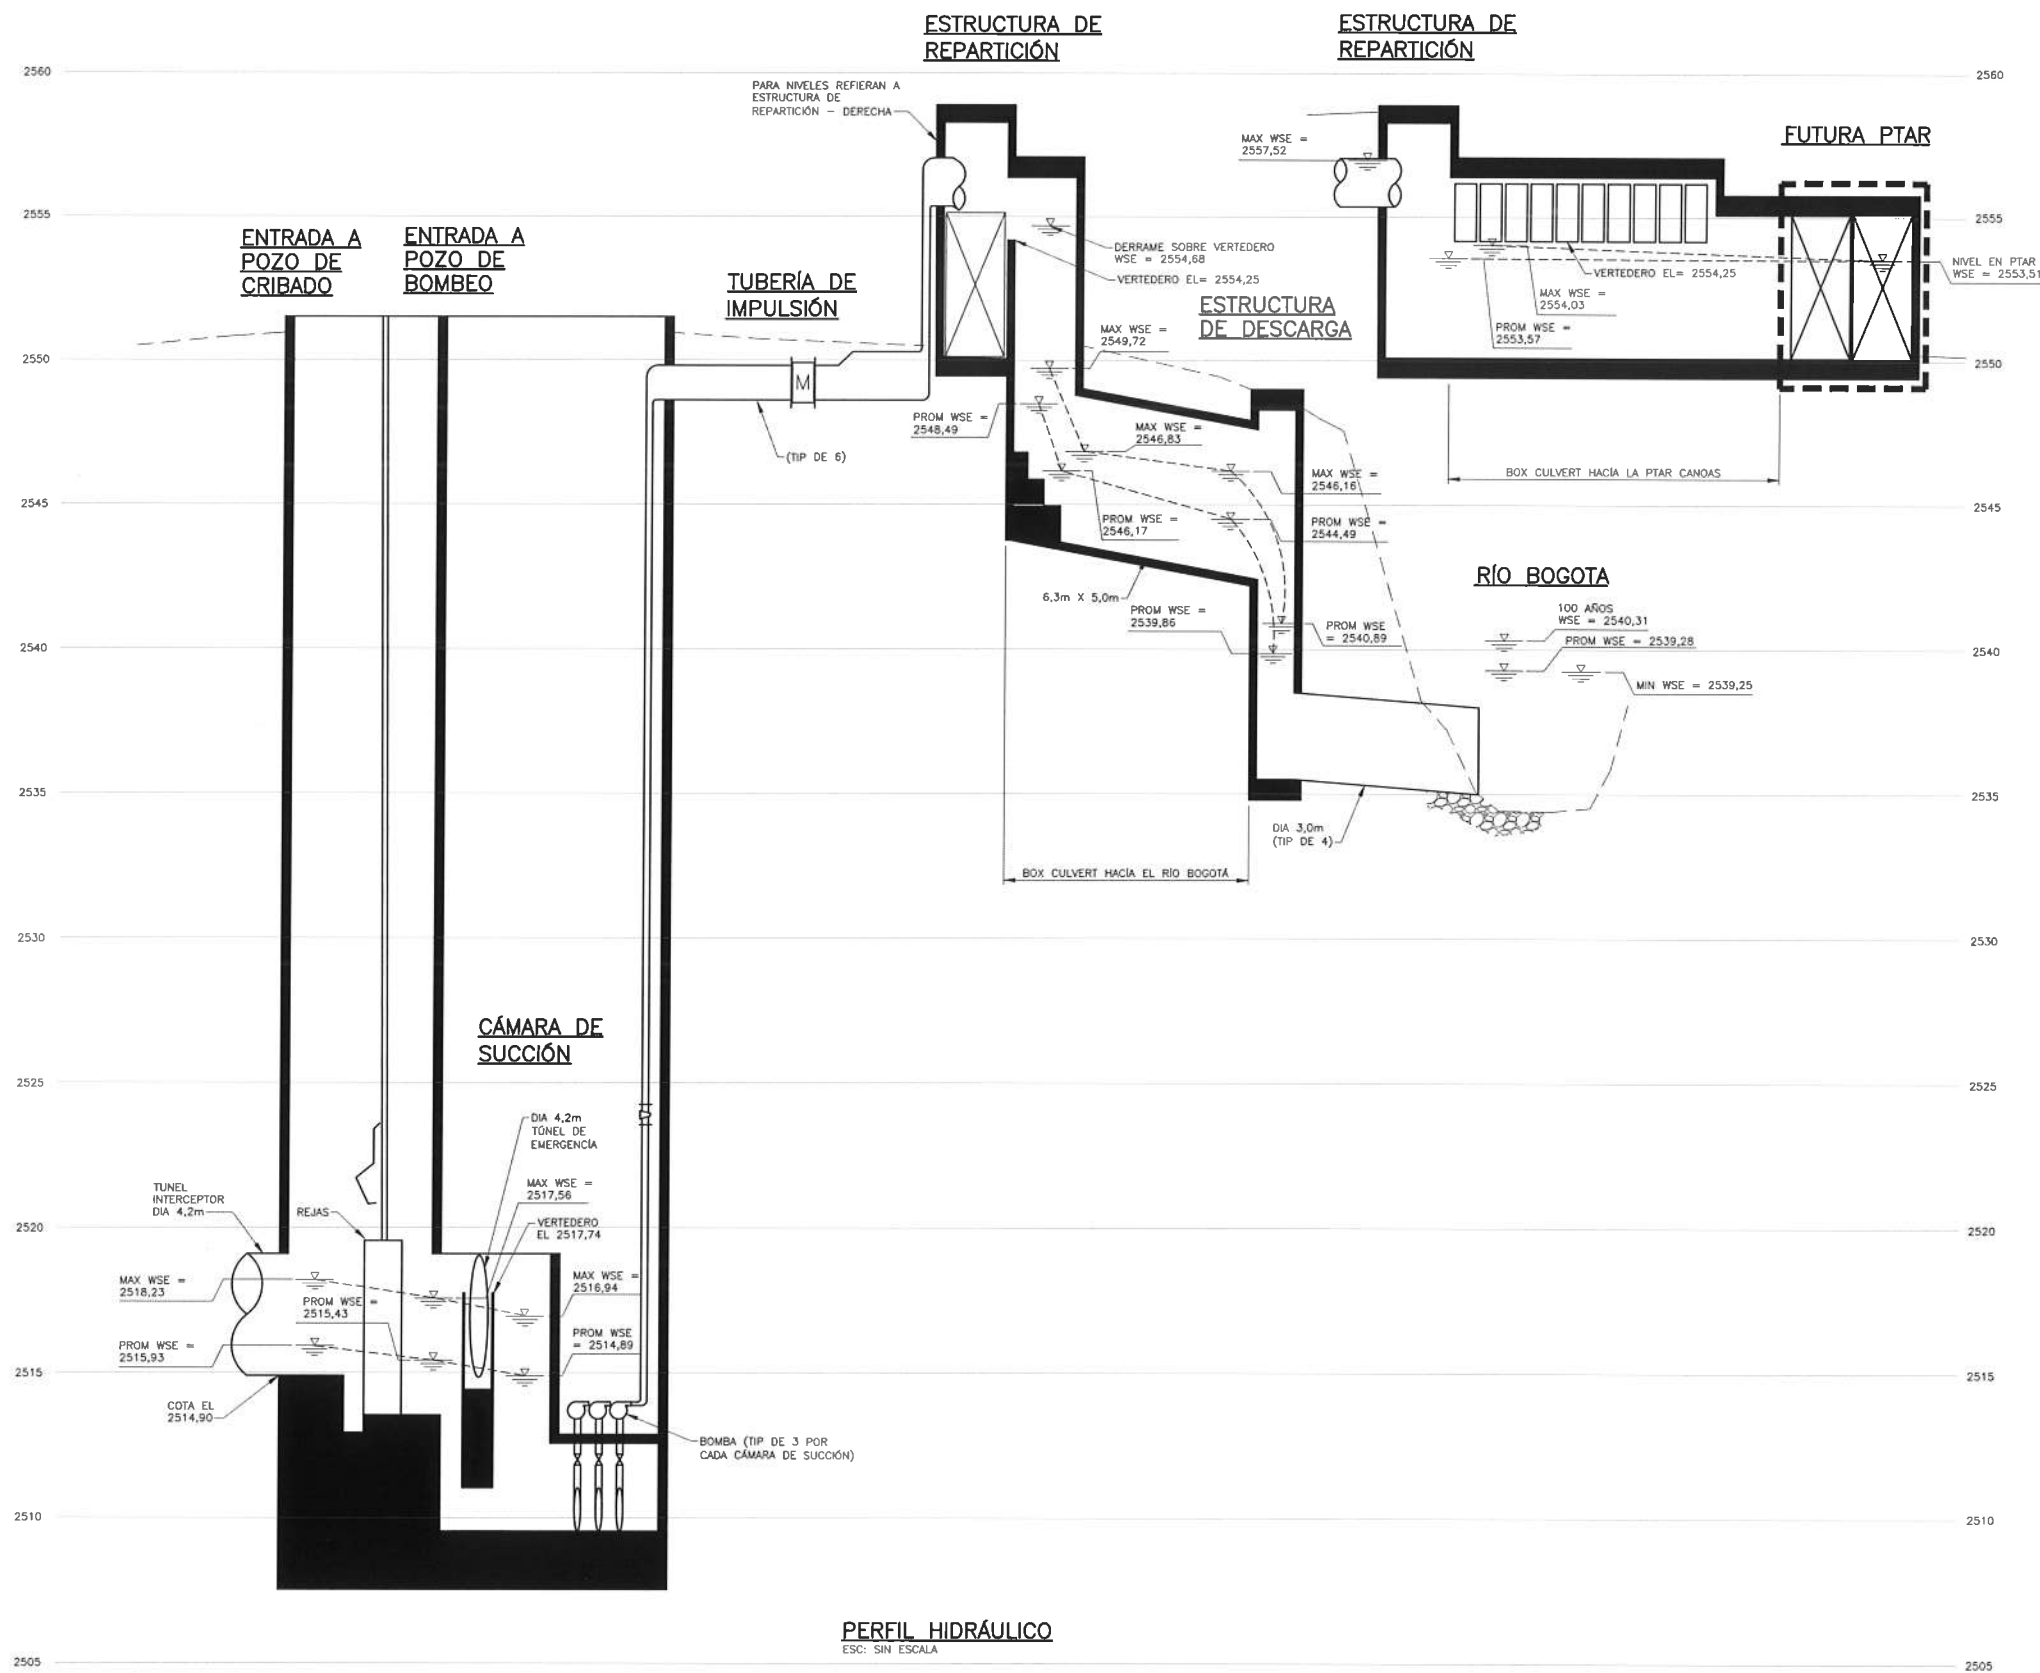 ESTRUCTURA DE
REPARTICIÓN
ESTRUCTURA DE
REPARTICIÓN
2560
2560
PARA NIVELES REFIERAN A
ESTRUCTURA DE
REPARTICIÓN - DERECHA
MAX WSE =
2557,52
FUTURA PTAR
2555
2555
ENTRADA A
POZO DE
CRIBADO
ENTRADA A
POZO DE
BOMBEO
TUBERÍA DE
IMPULSIÓN
DERRAME SOBRE VERTEDERO
WSE = 2554,68
VERTEDERO EL= 2554,25
ESTRUCTURA
DE DESCARGA
VERTEDERO EL= 2554,25
MAX WSE =
2554,03
PROM WSE =
2553,57
NIVEL EN PTAR
WSE = 2553,51
2550
2550
MAX WSE =
2549,72
M
PROM WSE =
2548,49
(TIP DE 6)
MAX WSE =
2546,83
MAX WSE =
2546,16
BOX CULVERT HACÍA LA PTAR CANOAS
2545
2545
PROM WSE =
2546,17
PROM WSE =
2544,49
6,3m X 5,0m
RÍO BOGOTA
PROM WSE =
2539,86
PROM WSE
= 2540,89
100 AÑOS
WSE = 2540,31
PROM WSE = 2539,28
MIN WSE = 2539,25
2540
2540
2535
2535
DIA 3,0m
(TIP DE 4)
BOX CULVERT HACÍA EL RÍO BOGOTÁ
2530
2530
2525
2525
CÁMARA DE
SUCCIÓN
DIA 4,2m
TÚNEL DE
EMERGENCÍA
MAX WSE =
2517,56
VERTEDERO
EL 2517,74
TUNEL
INTERCEPTOR
DIA 4,2m
REJAS
2520
2520
MAX WSE =
2518,23
PROM WSE =
2515,43
MAX WSE =
2516,94
PROM WSE =
2515,93
PROM WSE
= 2514,89
2515
2515
COTA EL
2514,90
BOMBA (TIP DE 3 POR
CADA CÁMARA DE SUCCIÓN)
2510
2510
PERFIL HIDRÁULICO
ESC: SIN ESCALA
2505
2505